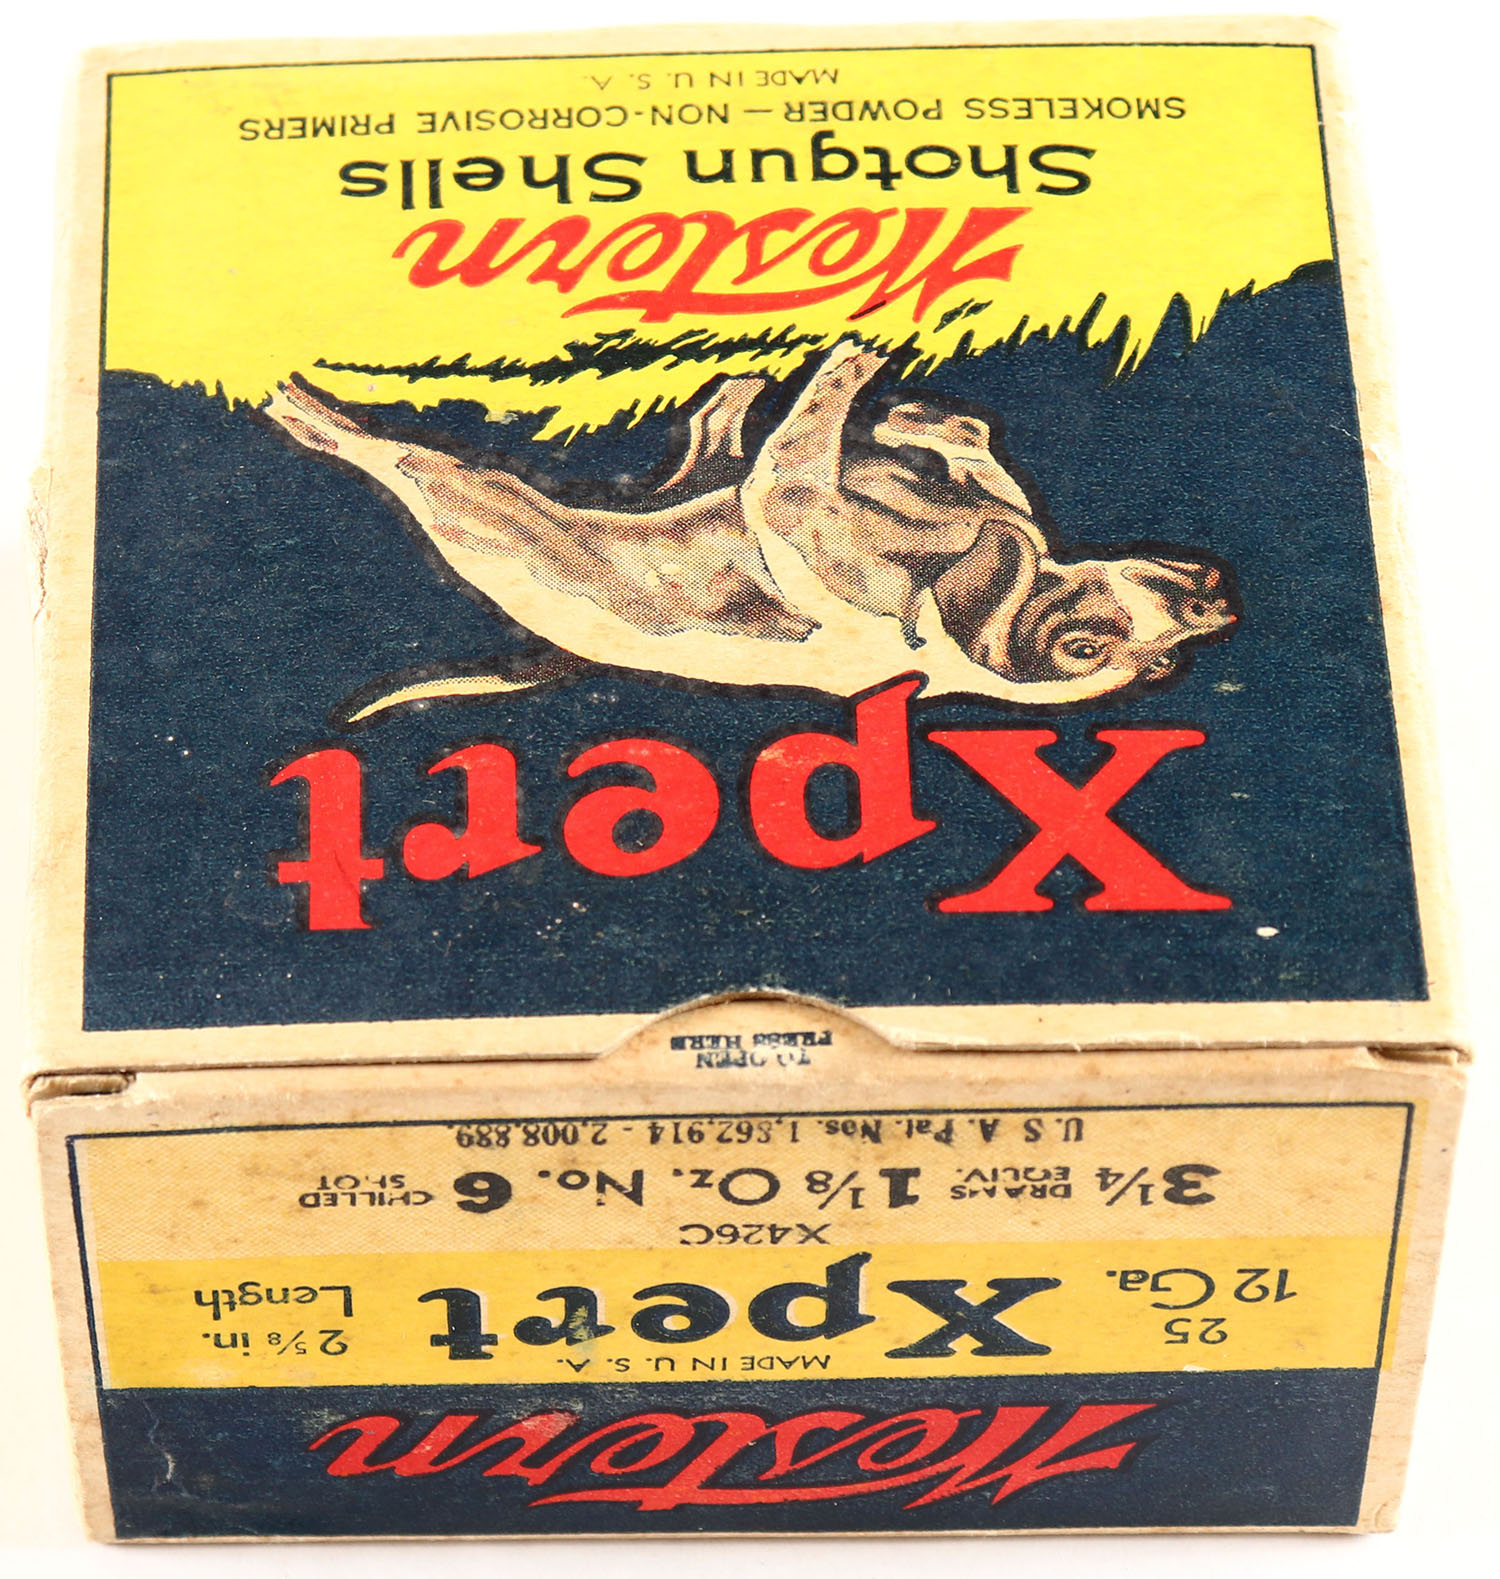 Western
MADE IN U. S. A.
25
12 Ga.
Xpert
2 5/8 in.
Length
X426C
3 1/4 DRAMS EQUIV. 1 1/8 Oz. No. 6 CHILLED SHOT
U. S A. Pat. Nos. 1,862,914 - 2,008,889.
TO OPEN
PRESS HERE
Xpert
Western
Shotgun Shells
SMOKELESS POWDER — NON-CORROSIVE PRIMERS
MADE IN U. S. A.